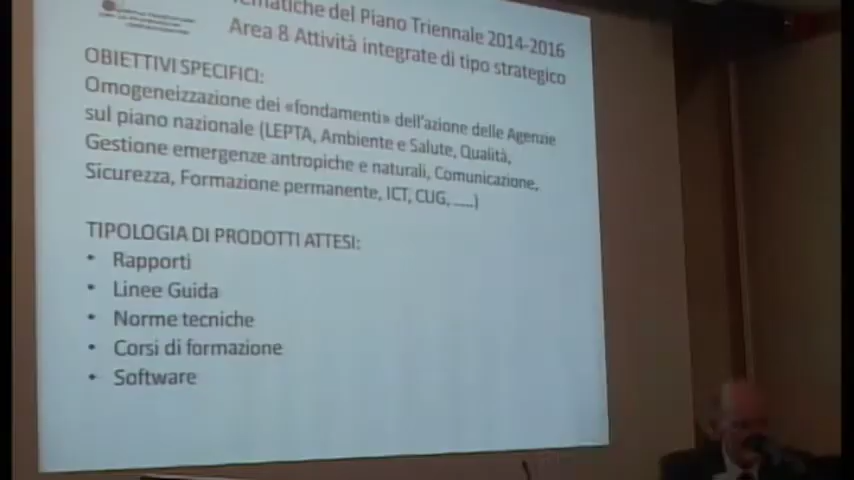 del Piano Triennale 2014-2016
Area 8 Attività integrate di tipo strategico
OBIETTIVI SPECIFICI:
Omogeneizzazione dei «fondamenti» dell'azione delle Agenzie
sul piano nazionale (LEPTA, Ambiente e Salute, Qualità,
Gestione emergenze antropiche e naturali, Comunicazione,
Sicurezza, Formazione permanente, ICT, CUG, .....)
TIPOLOGIA DI PRODOTTI ATTESI:
• Rapporti
• Linee Guida
• Norme tecniche
• Corsi di formazione
• Software